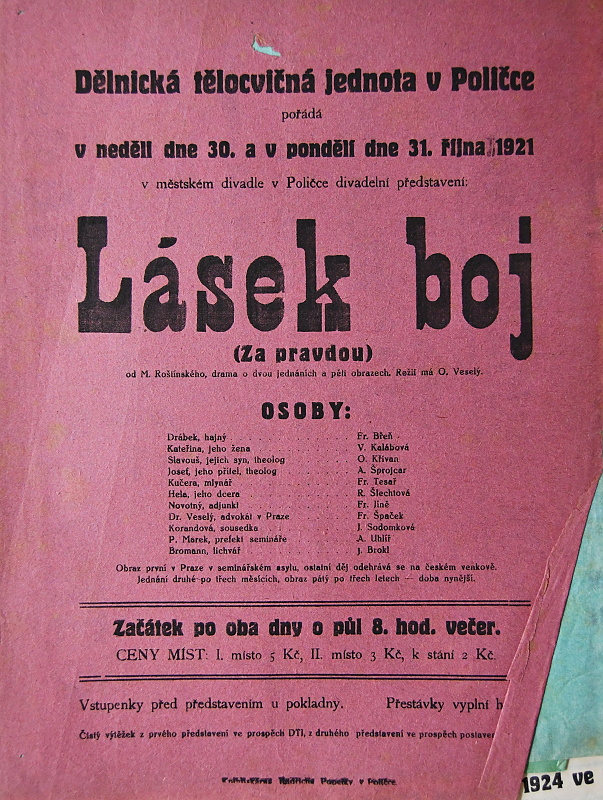 Dělnická tělocvičná jednota v Poličce
pořádá
v neděli dne 30. a v pondělí dne 31. října 1921
v městském divadle v Poličce divadelní představení:
Lásek boj
(Za pravdou)
od M. Rošlínského, drama o dvou jednáních a pěti obrazech. Režii má O. Veselý.
OSOBY:
Drábek, hajný . . . . . . . . . . Fr. Břeň
Kateřina, jeho žena . . . . . . . . . . V. Kalábová
Slavouš, jejich syn, theolog . . . . . . . . . . O. Křivan
Josef, jeho přítel, theolog . . . . . . . . . . A. Šprojcar
Kučera, mlynář . . . . . . . . . . Fr. Tesař
Hela, jeho dcera . . . . . . . . . . R. Šlechtová
Novotný, adjunkt . . . . . . . . . . Fr. Jílně
Dr. Veselý, advokát v Praze . . . . . . . . . . Fr. Špaček
Korandová, sousedka . . . . . . . . . . J. Sodomková
P. Marek, prefekt semináře . . . . . . . . . . A. Uhlíř
Bromann, lichvář . . . . . . . . . . J. Brokl
Obraz první v Praze v seminářském asylu, ostatní děj odehrává se na českém venkově.
Jednání druhé po třech měsících, obraz pátý po třech letech — doba nynější.
Začátek po oba dny o půl 8. hod. večer.
CENY MÍST: I. místo 5 Kč, II. místo 3 Kč, k stání 2 Kč.
Vstupenky před představením u pokladny. Přestávky vyplní h
Čistý výtěžek z prvého představení ve prospěch DTJ, z druhého představení ve prospěch postaven
Knihtiskárna Jindřicha Popelky v Poličce.
1924 ve